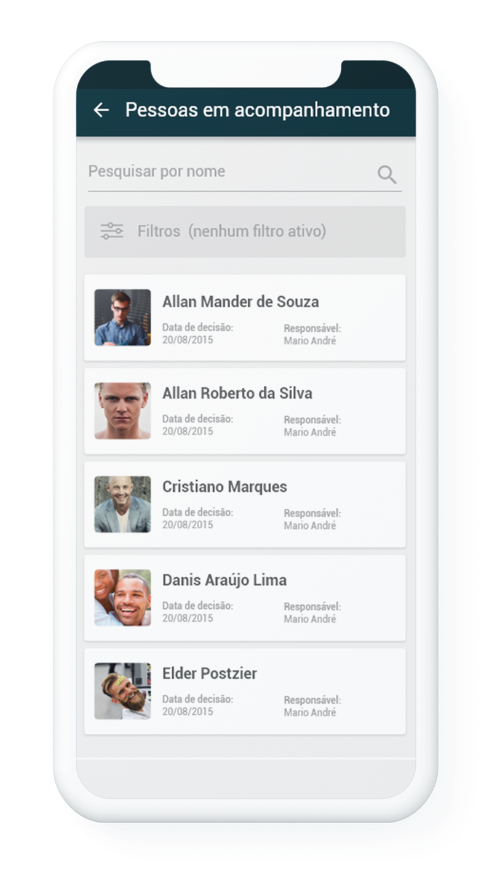 Pessoas em acompanhamento
Pesquisar por nome
Filtros (nenhum filtro ativo)
Allan Mander de Souza
Data de decisão: Responsável:
20/08/2015 Mario André
Allan Roberto da Silva
Data de decisão: Responsável:
20/08/2015 Mario André
Cristiano Marques
Data de decisão: Responsável:
20/08/2015 Mario André
Danis Araújo Lima
Data de decisão: Responsável:
20/08/2015 Mario André
Elder Postzier
Data de decisão: Responsável:
20/08/2015 Mario André